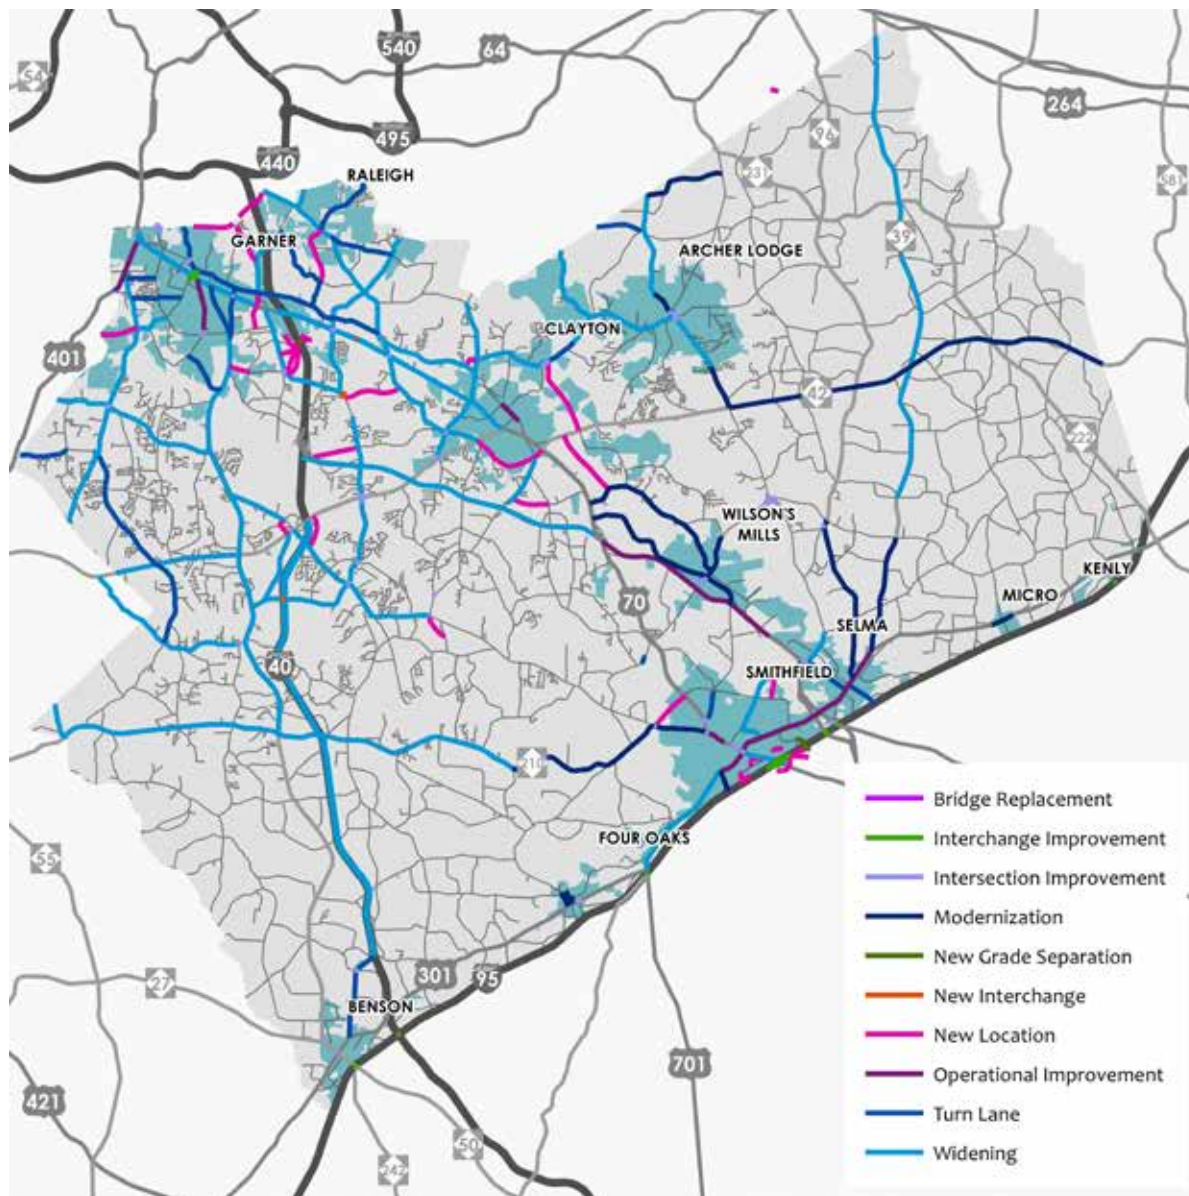 540
64
54
264
96
495
440
231
RALEIGH
581
GARNER
39
ARCHER LODGE
CLAYTON
401
42
222
WILSON'S
MILLS
KENLY
MICRO
70
SELMA
40
SMITHFIELD
210
Bridge Replacement
FOUR OAKS
Interchange Improvement
55
Intersection Improvement
Modernization
New Grade Separation
301
95
27
New Interchange
BENSON
New Location
701
Operational Improvement
421
Turn Lane
50
Widening
242